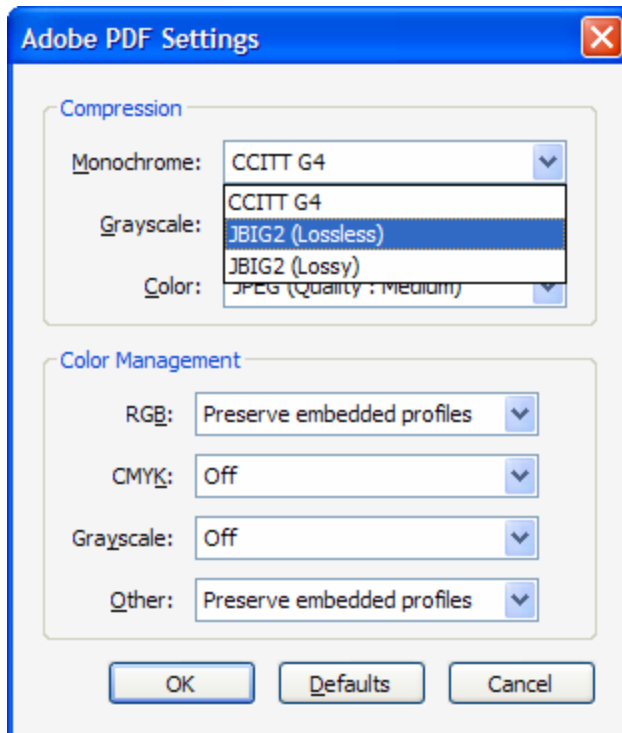 Adobe PDF Settings
Compression
Monochrome: CCITT G4
CCITT G4
Grayscale:
JBIG2 (Lossless)
JBIG2 (Lossy)
Color: JPEG (Quality : Medium)
Color Management
RGB: Preserve embedded profiles
CMYK: Off
Grayscale: Off
Other: Preserve embedded profiles
OK Defaults Cancel